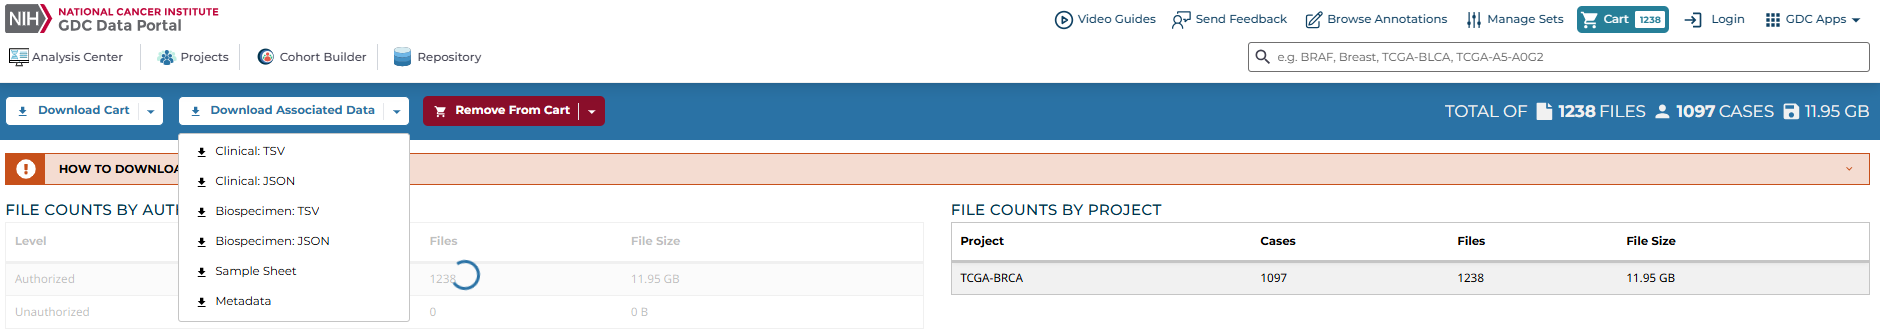 NIH NATIONAL CANCER INSTITUTE
GDC Data Portal
Video Guides Send Feedback Browse Annotations Manage Sets Cart 1238 Login GDC Apps
Analysis Center Projects Cohort Builder Repository
e.g. BRAF, Breast, TCGA-BLCA, TCGA-A5-A0G2
Download Cart Download Associated Data Remove From Cart TOTAL OF 1238 FILES 1097 CASES 11.95 GB
Clinical: TSV
Clinical: JSON
Biospecimen: TSV
Biospecimen: JSON
Sample Sheet
Metadata
HOW TO DOWNLOA
FILE COUNTS BY AUT
Level Files File Size
Authorized 1238 11.95 GB
Unauthorized 0 0 B
FILE COUNTS BY PROJECT
Project Cases Files File Size
TCGA-BRCA 1097 1238 11.95 GB